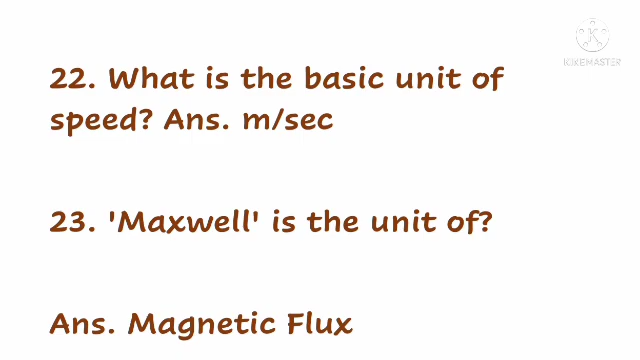 KINEMASTER
22. What is the basic unit of
speed? Ans. m/sec
23. 'Maxwell' is the unit of?
Ans. Magnetic Flux